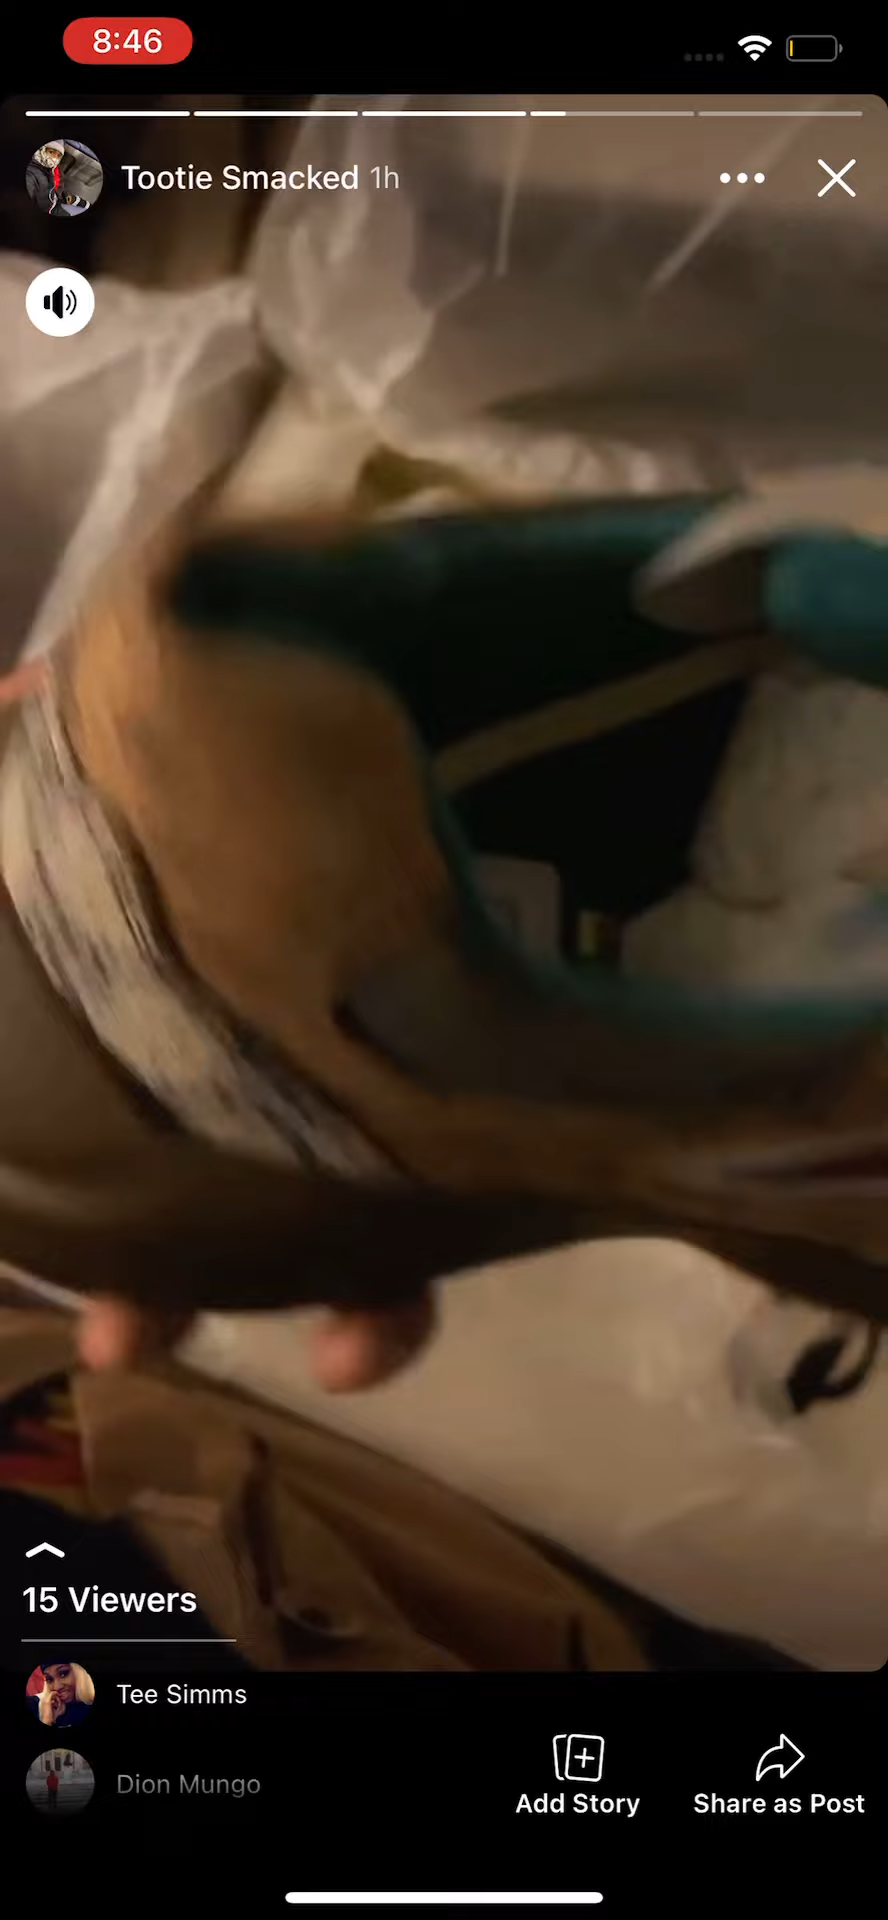 8:46
Tootie Smacked 1h
15 Viewers
Tee Simms
Dion Mungo
Add Story
Share as Post